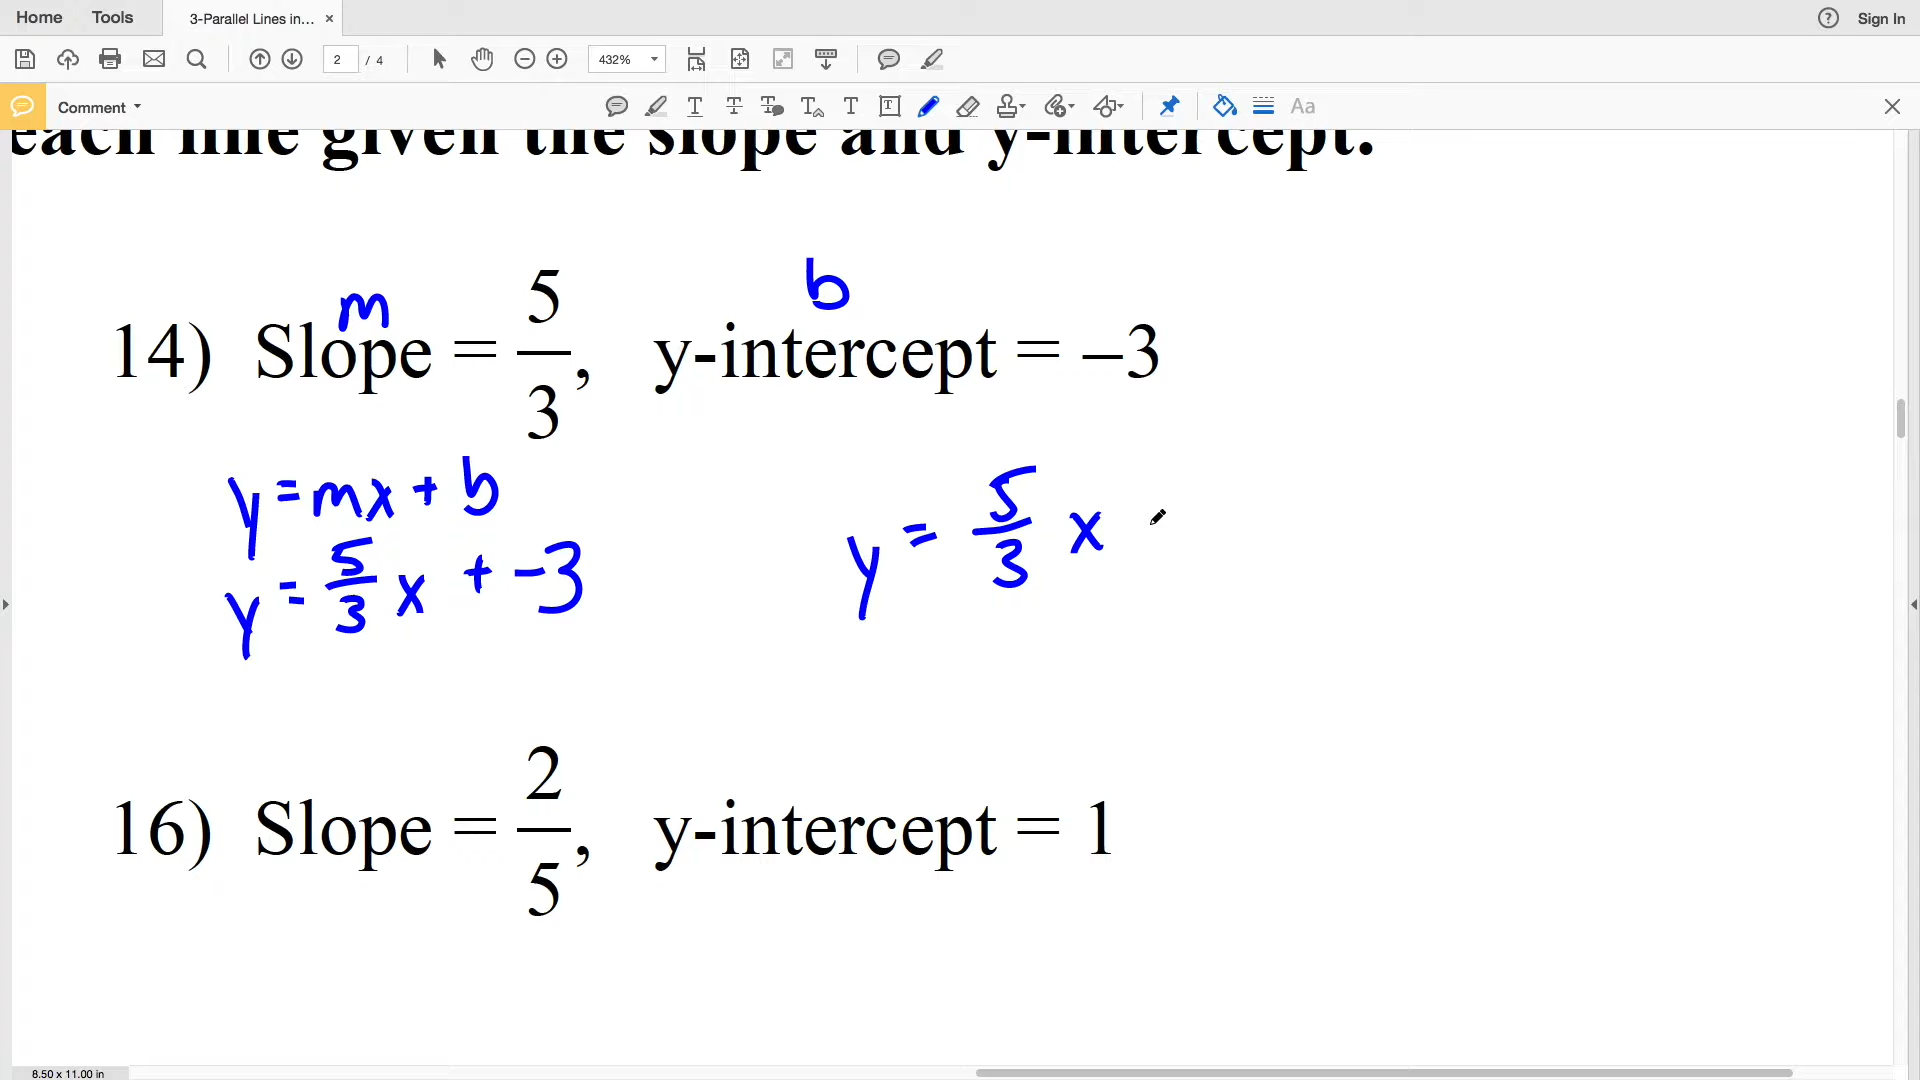 Home Tools 3-Parallel Lines in... × ? Sign In
2 / 4 432%
Comment T T T T T T Aa
each line given the slope and y-intercept.
m b
14) Slope = 5/3, y-intercept = –3
y = mx + b
y = 5/3 x + -3
y = 5/3 x
16) Slope = 2/5, y-intercept = 1
8.50 x 11.00 in